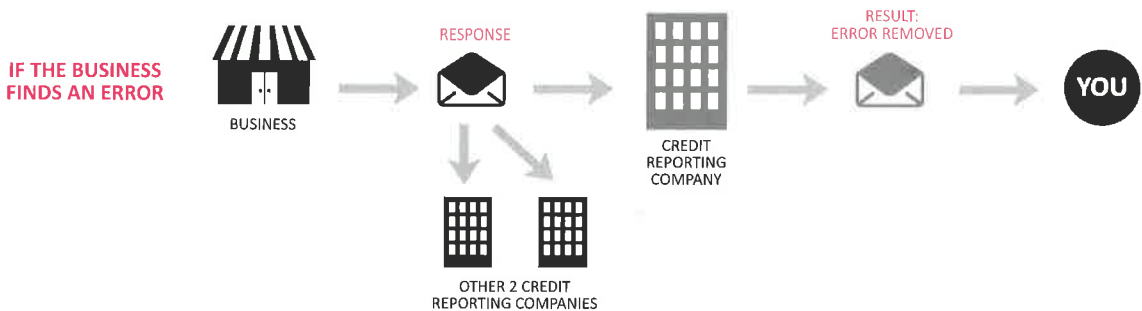 IF THE BUSINESS
FINDS AN ERROR
BUSINESS
RESPONSE
OTHER 2 CREDIT
REPORTING COMPANIES
CREDIT
REPORTING
COMPANY
RESULT:
ERROR REMOVED
YOU